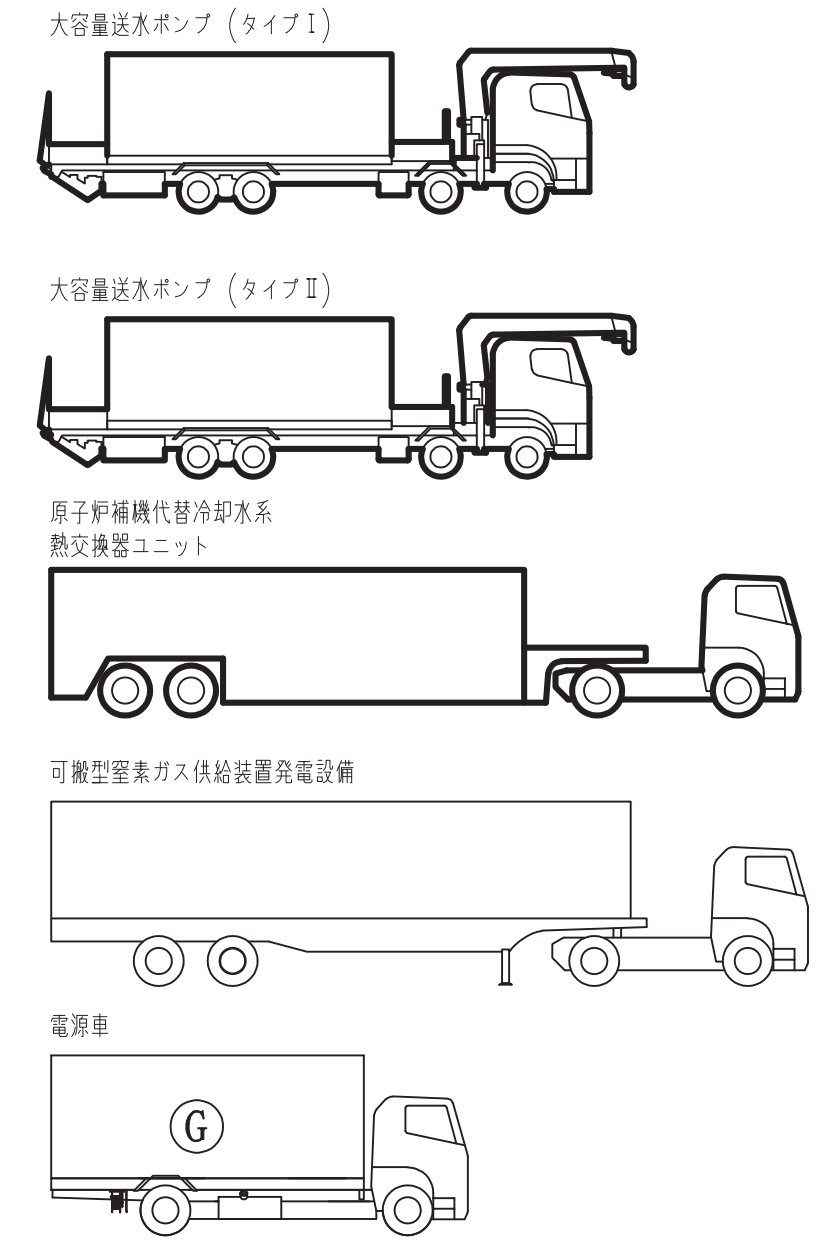 大容量送水ポンプ（タイプⅠ）
大容量送水ポンプ（タイプⅡ）
原子炉補機代替冷却水系
熱交換器ユニット
可搬型窒素ガス供給装置発電設備
電源車
G